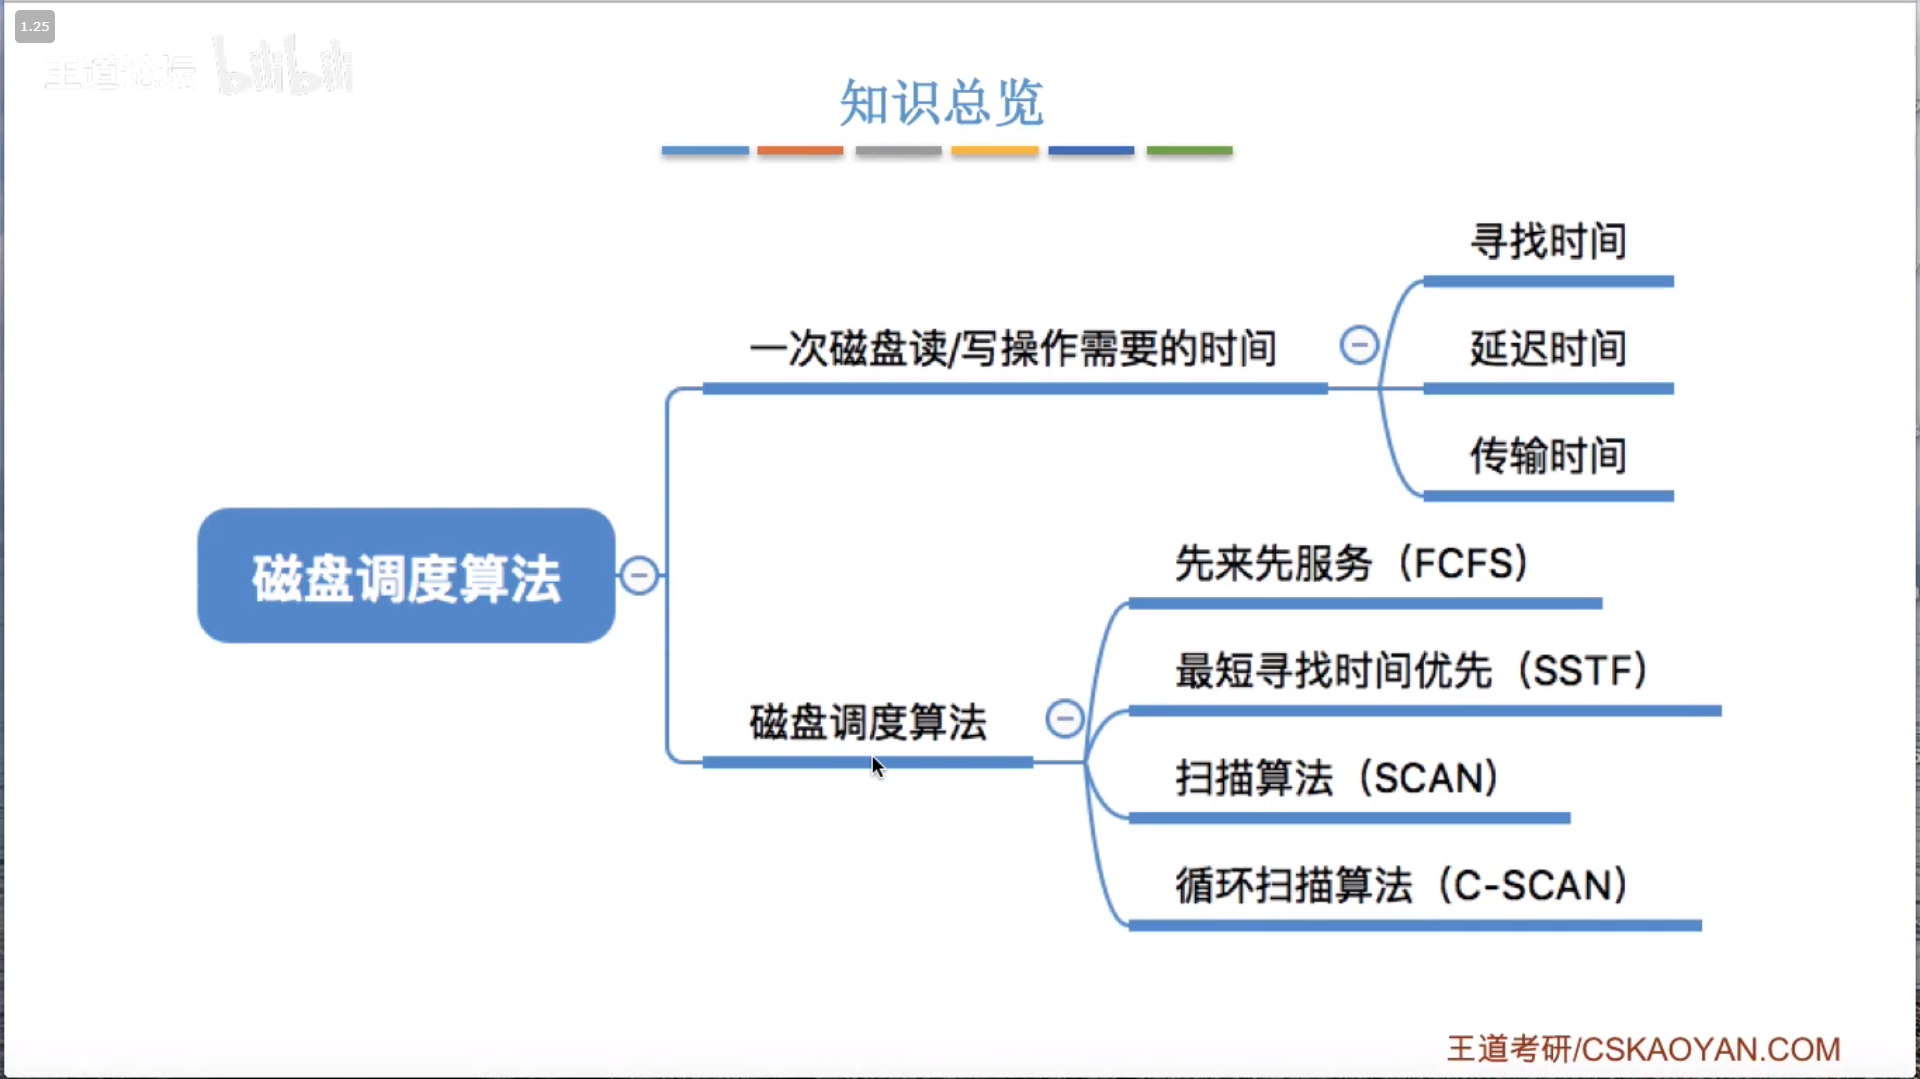 1.25
王道论坛 bilibili
知识总览
寻找时间
一次磁盘读/写操作需要的时间
延迟时间
传输时间
磁盘调度算法
先来先服务（FCFS）
最短寻找时间优先（SSTF）
磁盘调度算法
扫描算法（SCAN）
循环扫描算法（C-SCAN）
王道考研/CSKAOYAN.COM